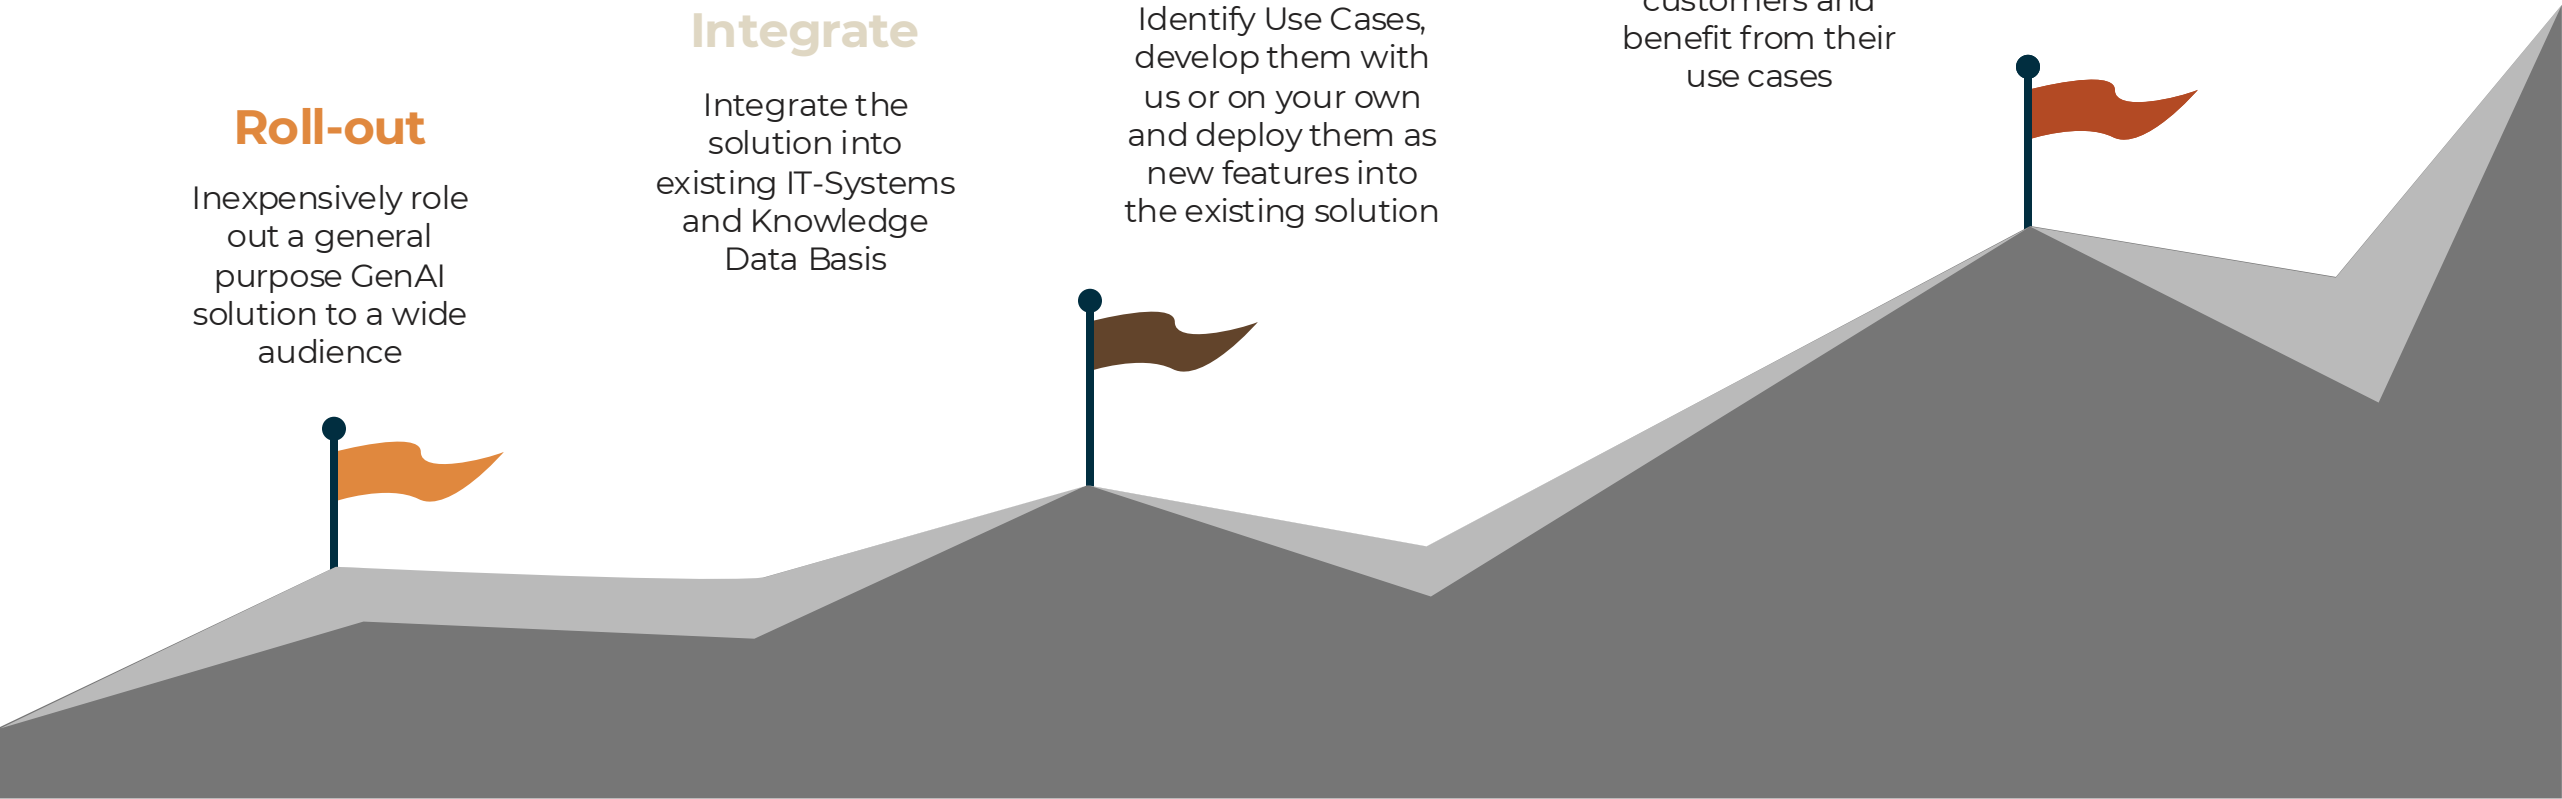 Roll-out
Inexpensively role
out a general
purpose GenAI
solution to a wide
audience
Integrate
Integrate the
solution into
existing IT-Systems
and Knowledge
Data Basis
Identify Use Cases,
develop them with
us or on your own
and deploy them as
new features into
the existing solution
customers and
benefit from their
use cases